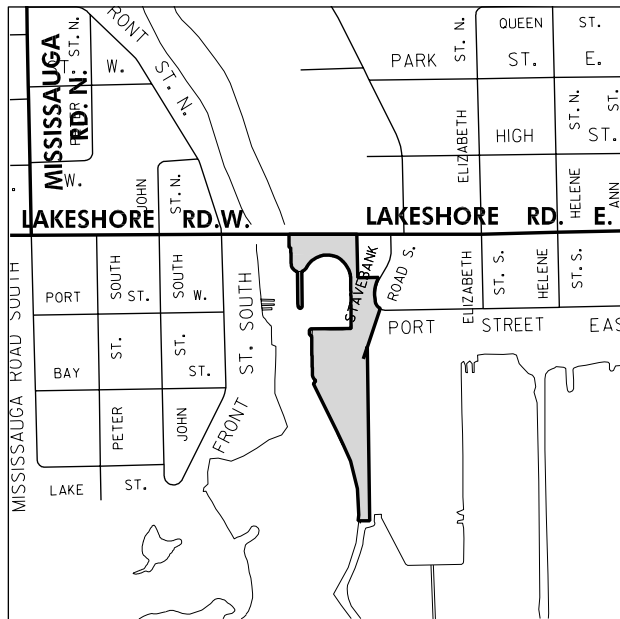 FRONT ST. N.
MISSISSAUGA
RD. N.
ST. N.
W.
W.
JOHN
ST. N.
QUEEN ST.
PARK ST. E.
ST. N.
ELIZABETH
HIGH ST.
ST. N.
HELENE
ST.
ANN
LAKESHORE RD.W.
LAKESHORE RD. E.
MISSISSAUGA ROAD SOUTH
PORT ST. W.
SOUTH
SOUTH
BAY ST.
ST.
ST.
PETER
JOHN
LAKE ST.
FRONT ST. SOUTH
STAVEBANK
ROAD S.
ELIZABETH
ST. S.
HELENE
ST. S.
PORT STREET EAS